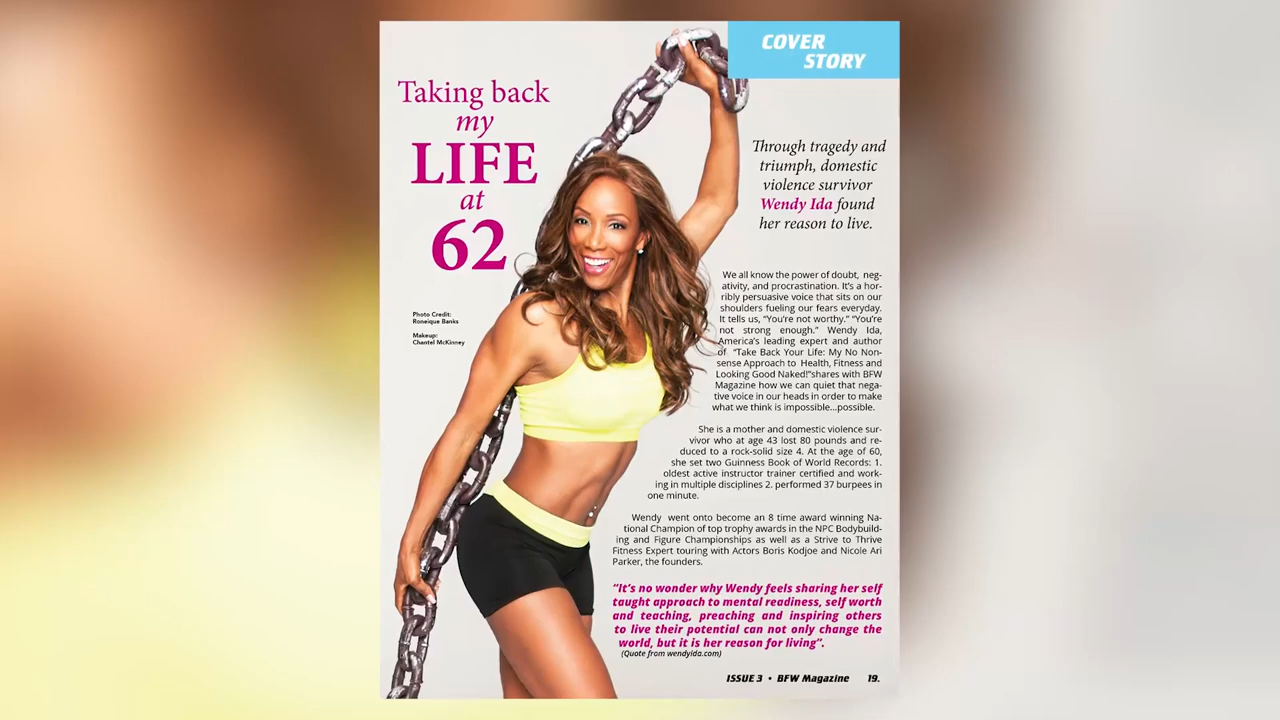 COVER
STORY
Taking back
my
LIFE
at
62
Photo Credit:
Roneique Banks
Makeup:
Chantel McKinney
Through tragedy and
triumph, domestic
violence survivor
Wendy Ida found
her reason to live.
We all know the power of doubt, neg-
ativity, and procrastination. It's a hor-
ribly persuasive voice that sits on our
shoulders fueling our fears everyday.
It tells us, "You're not worthy." "You're
not strong enough." Wendy Ida,
America's leading expert and author
of "Take Back Your Life: My No Non-
sense Approach to Health, Fitness and
Looking Good Naked!"shares with BFW
Magazine how we can quiet that nega-
tive voice in our heads in order to make
what we think is impossible...possible.
She is a mother and domestic violence sur-
vivor who at age 43 lost 80 pounds and re-
duced to a rock-solid size 4. At the age of 60,
she set two Guinness Book of World Records: 1.
oldest active instructor trainer certified and work-
ing in multiple disciplines 2. performed 37 burpees in
one minute.
Wendy went onto become an 8 time award winning Na-
tional Champion of top trophy awards in the NPC Bodybuild-
ing and Figure Championships as well as a Strive to Thrive
Fitness Expert touring with Actors Boris Kodjoe and Nicole Ari
Parker, the founders.
"It's no wonder why Wendy feels sharing her self
taught approach to mental readiness, self worth
and teaching, preaching and inspiring others
to live their potential can not only change the
world, but it is her reason for living".
(Quote from wendyida.com)
ISSUE 3 • BFW Magazine 19.